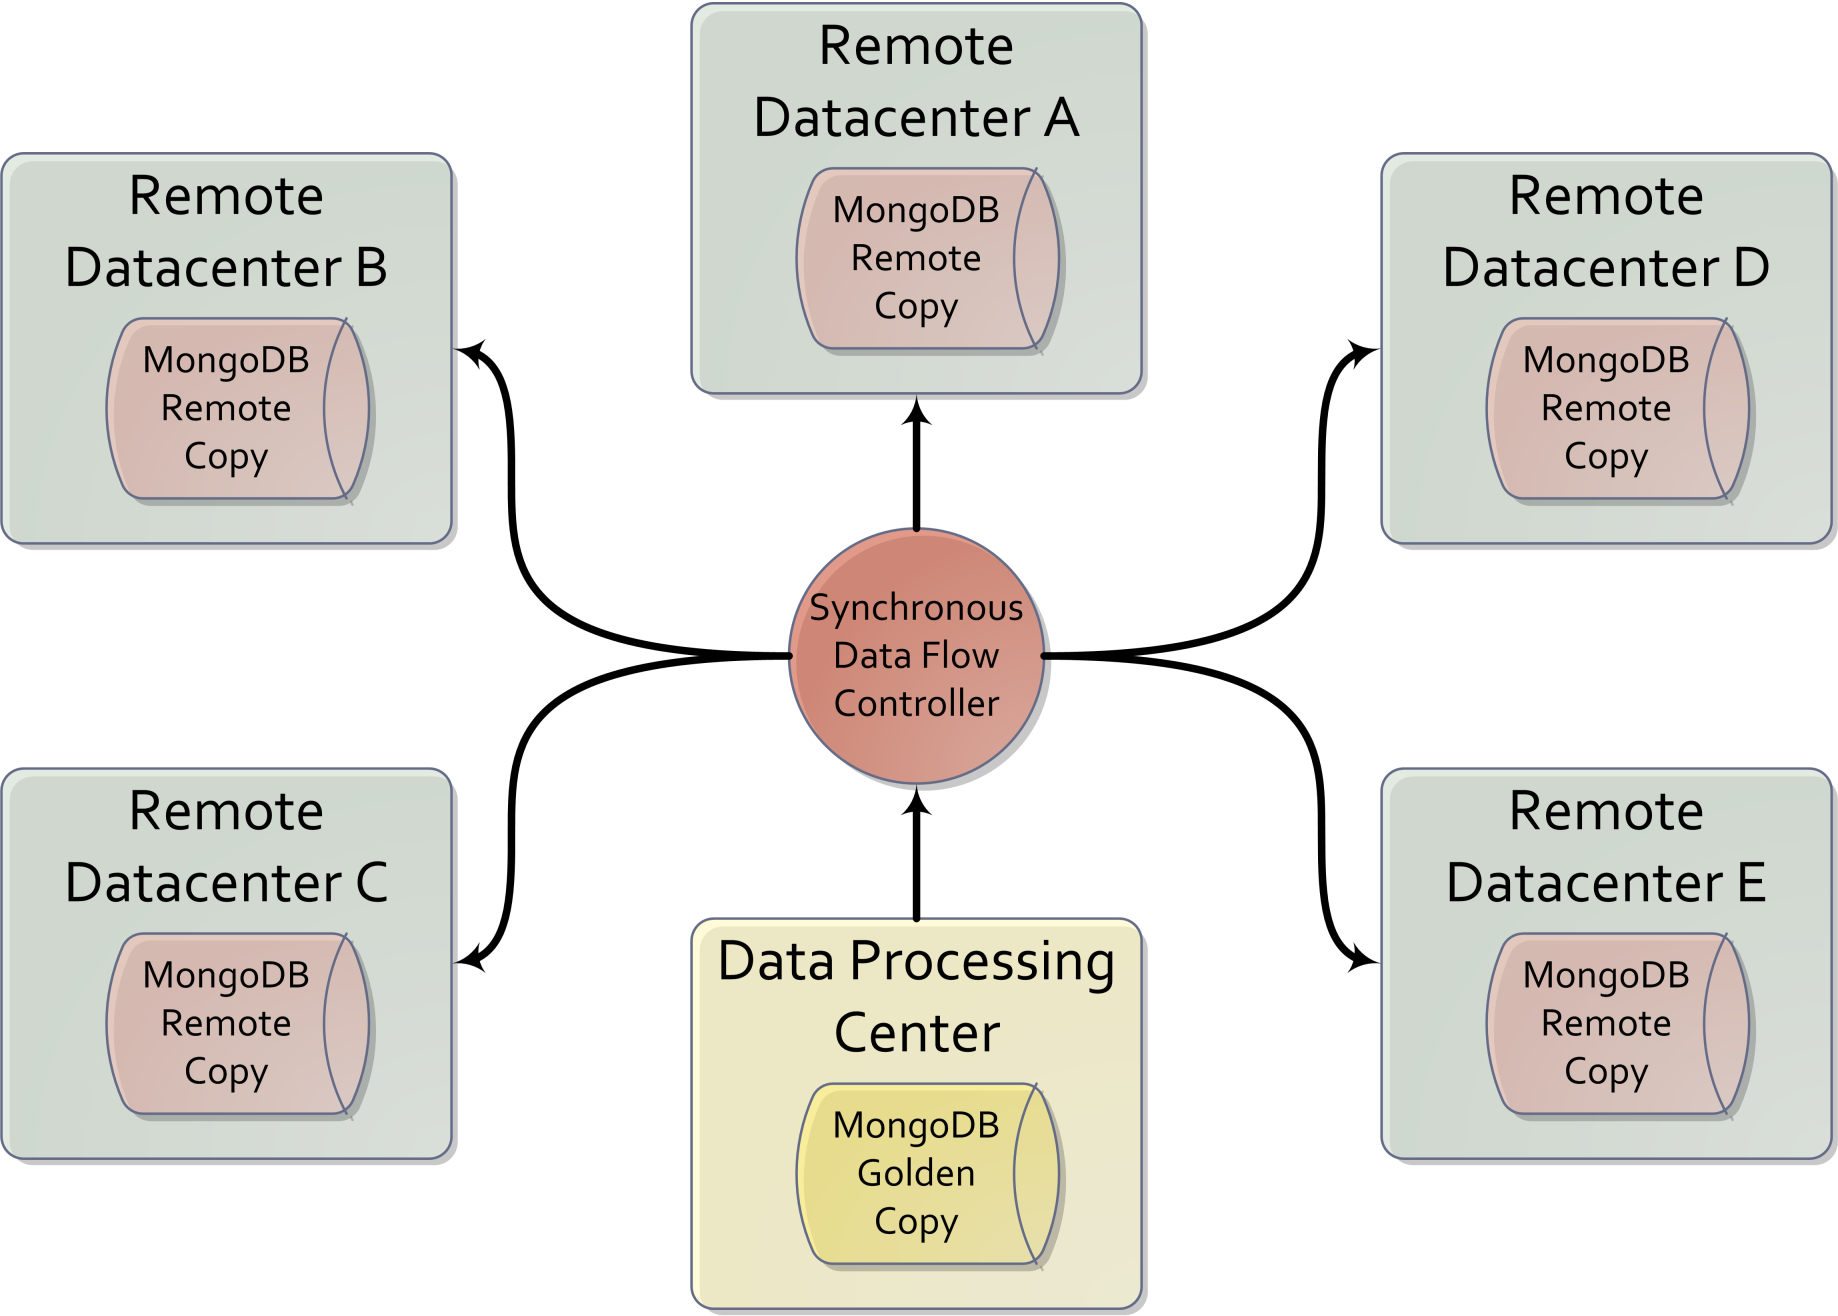 Remote
Datacenter A
MongoDB
Remote
Copy
Remote
Datacenter B
MongoDB
Remote
Copy
Remote
Datacenter D
MongoDB
Remote
Copy
Synchronous
Data Flow
Controller
Remote
Datacenter C
MongoDB
Remote
Copy
Remote
Datacenter E
MongoDB
Remote
Copy
Data Processing
Center
MongoDB
Golden
Copy